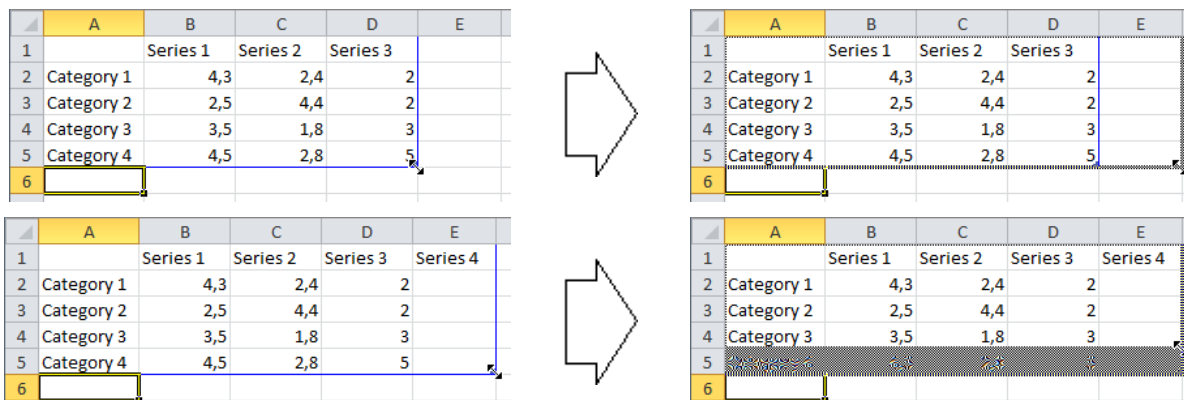 A B C D E
1 Series 1 Series 2 Series 3
2 Category 1 4,3 2,4 2
3 Category 2 2,5 4,4 2
4 Category 3 3,5 1,8 3
5 Category 4 4,5 2,8 5
6
A B C D E
1 Series 1 Series 2 Series 3
2 Category 1 4,3 2,4 2
3 Category 2 2,5 4,4 2
4 Category 3 3,5 1,8 3
5 Category 4 4,5 2,8 5
6
A B C D E
1 Series 1 Series 2 Series 3 Series 4
2 Category 1 4,3 2,4 2
3 Category 2 2,5 4,4 2
4 Category 3 3,5 1,8 3
5 Category 4 4,5 2,8 5
6
A B C D E
1 Series 1 Series 2 Series 3 Series 4
2 Category 1 4,3 2,4 2
3 Category 2 2,5 4,4 2
4 Category 3 3,5 1,8 3
5
6